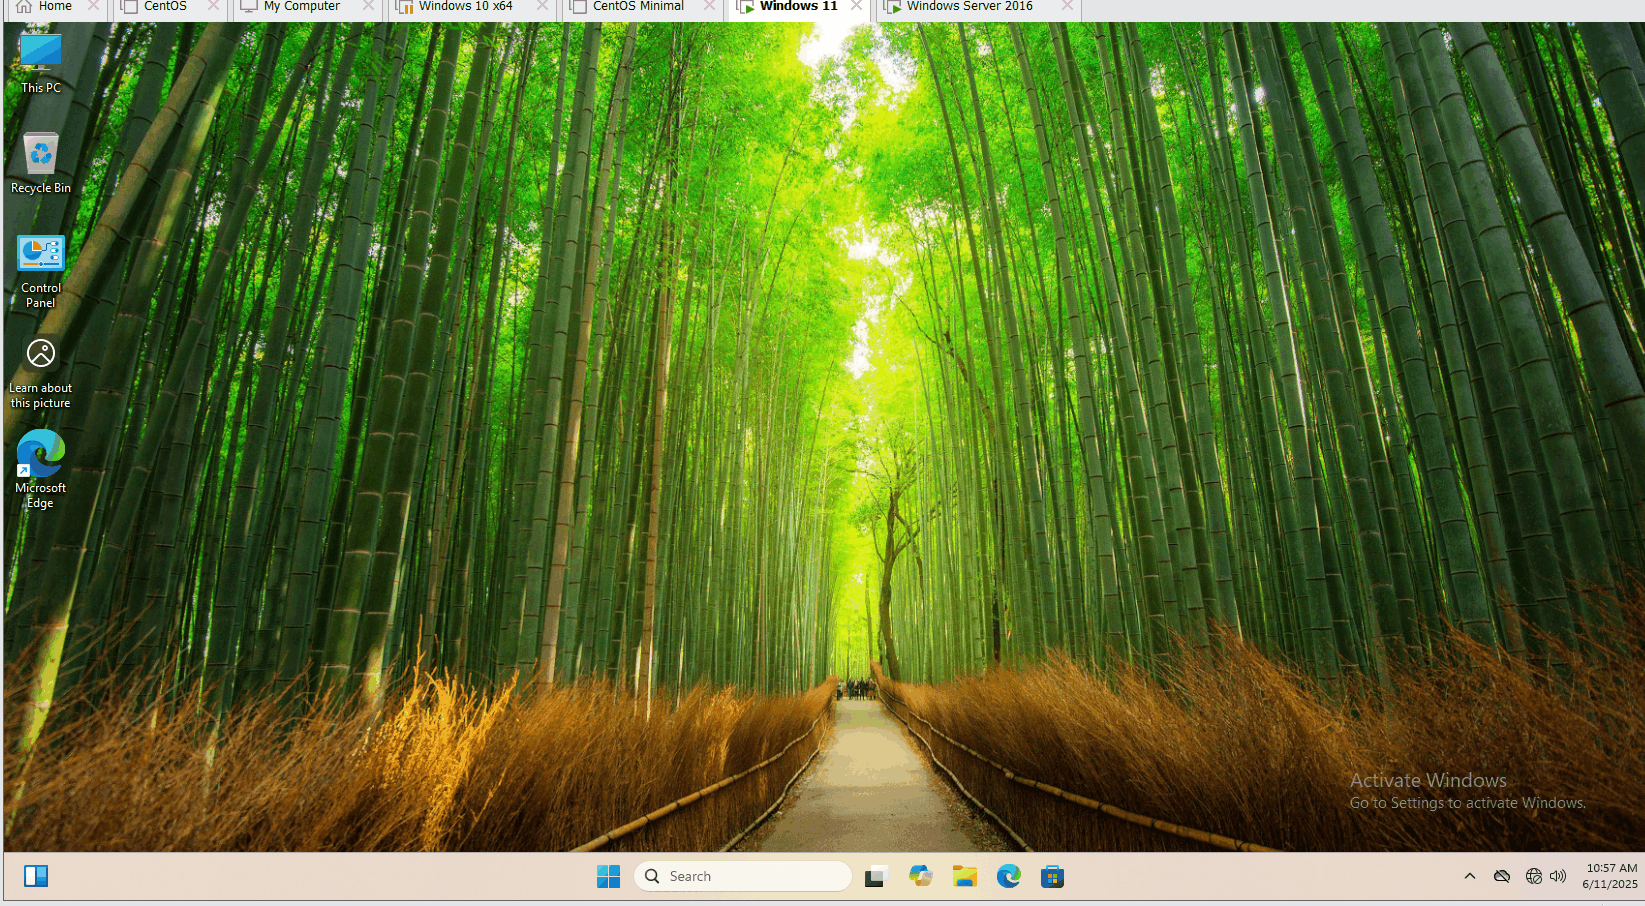 Home
CentOS
My Computer
Windows 10 x64
CentOS Minimal
Windows 11
Windows Server 2016
This PC
Recycle Bin
Control
Panel
Learn about
this picture
Microsoft
Edge
Activate Windows
Go to Settings to activate Windows.
Search
10:57 AM
6/11/2025